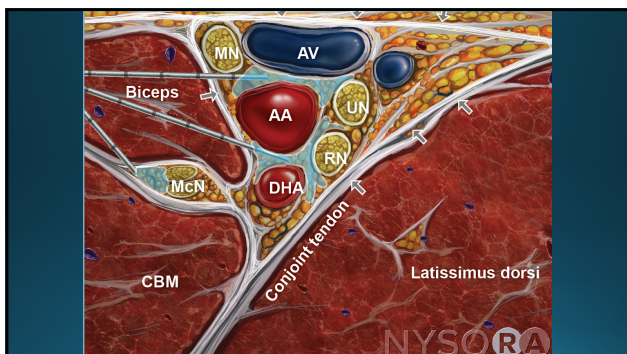 MN
AV
Biceps
AA
UN
RN
McN
DHA
Conjoint tendon
CBM
Latissimus dorsi
NYSORA